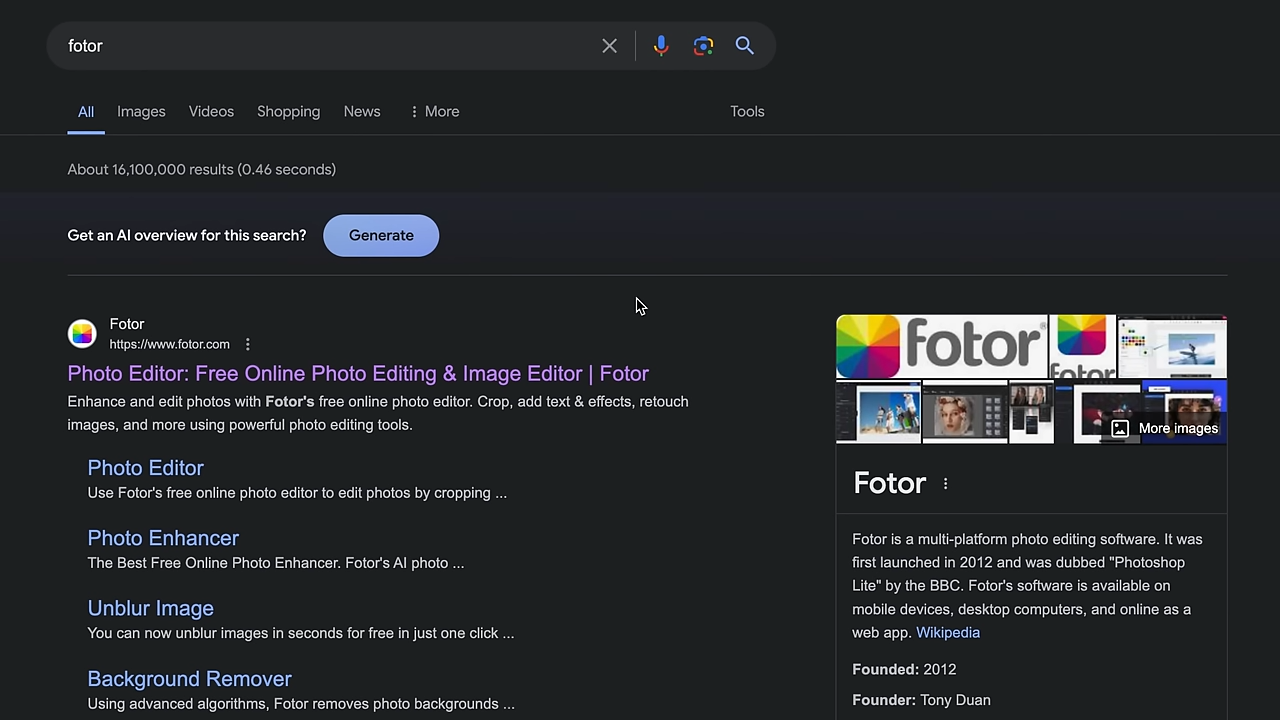 fotor
All Images Videos Shopping News More Tools
About 16,100,000 results (0.46 seconds)
Get an AI overview for this search? Generate
Fotor
https://www.fotor.com
Photo Editor: Free Online Photo Editing & Image Editor | Fotor
Enhance and edit photos with Fotor's free online photo editor. Crop, add text & effects, retouch
images, and more using powerful photo editing tools.
Photo Editor
Use Fotor's free online photo editor to edit photos by cropping ...
Photo Enhancer
The Best Free Online Photo Enhancer. Fotor's AI photo ...
Unblur Image
You can now unblur images in seconds for free in just one click ...
Background Remover
Using advanced algorithms, Fotor removes photo backgrounds ...
fotor®
fotor
More images
Fotor
Fotor is a multi-platform photo editing software. It was
first launched in 2012 and was dubbed "Photoshop
Lite" by the BBC. Fotor's software is available on
mobile devices, desktop computers, and online as a
web app. Wikipedia
Founded: 2012
Founder: Tony Duan